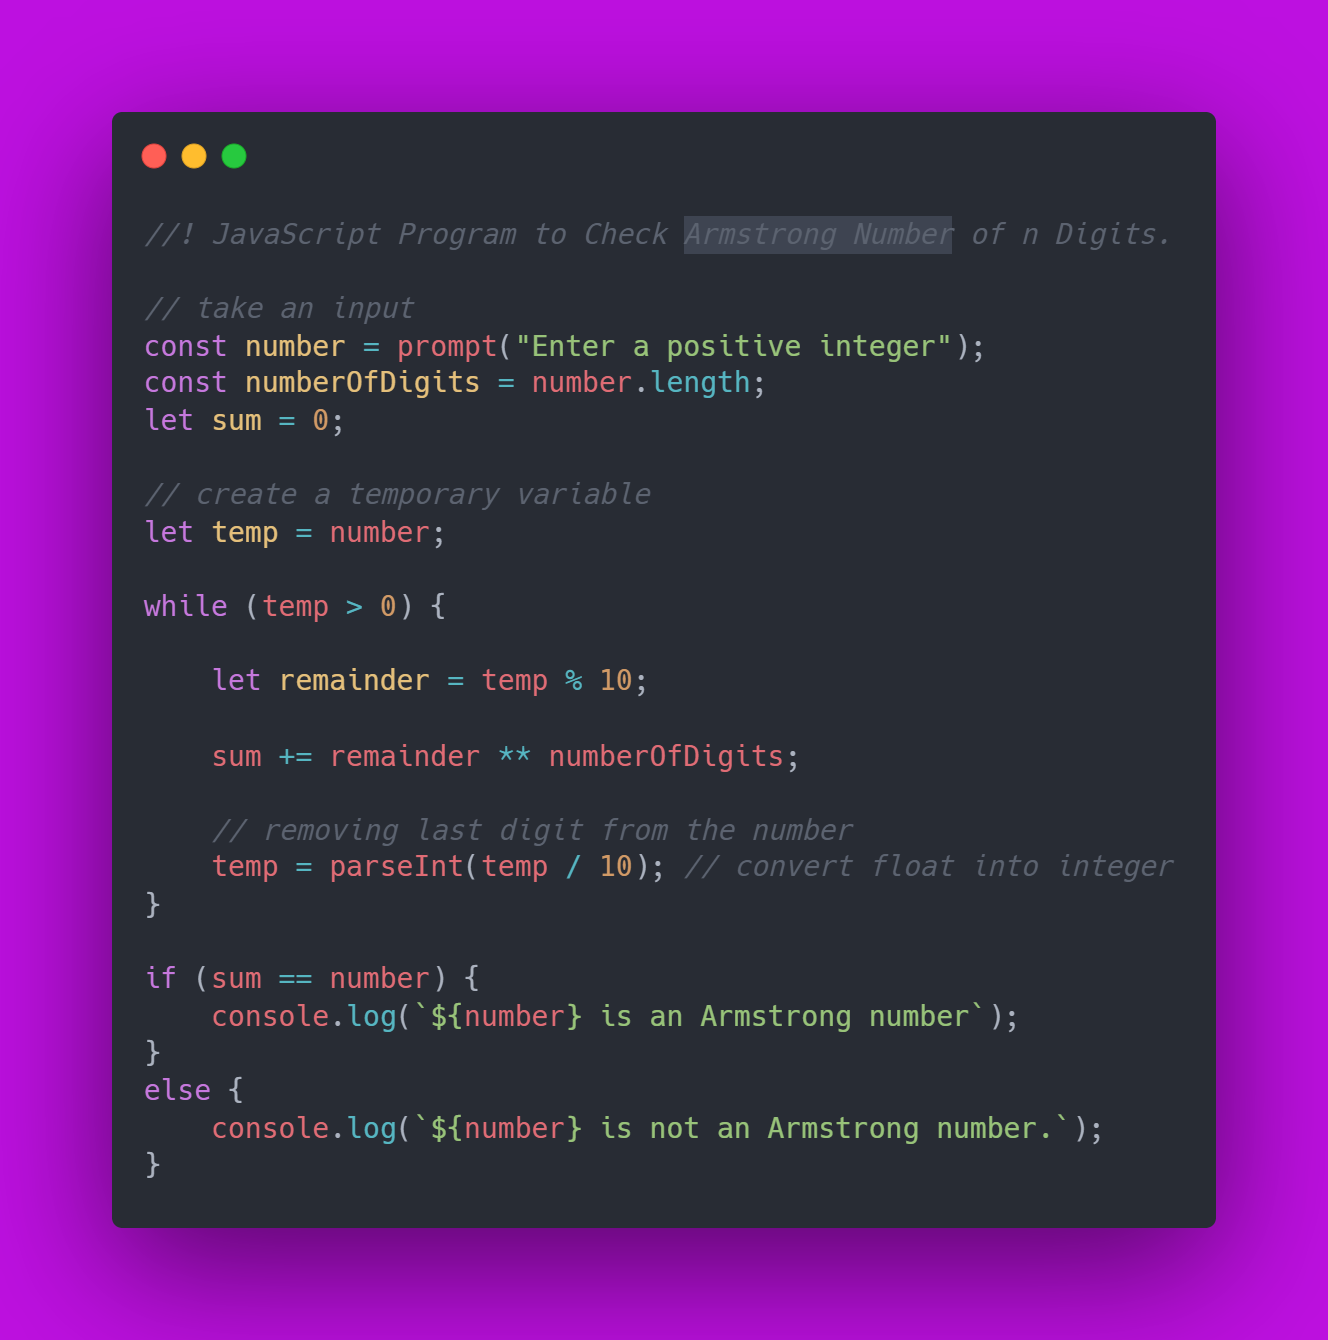 //! JavaScript Program to Check Armstrong Number of n Digits.
// take an input
const number = prompt("Enter a positive integer");
const numberOfDigits = number.length;
let sum = 0;
// create a temporary variable
let temp = number;
while (temp > 0) {
let remainder = temp % 10;
sum += remainder ** numberOfDigits;
// removing last digit from the number
temp = parseInt(temp / 10); // convert float into integer
}
if (sum == number) {
console.log(`${number} is an Armstrong number`);
}
else {
console.log(`${number} is not an Armstrong number.`);
}